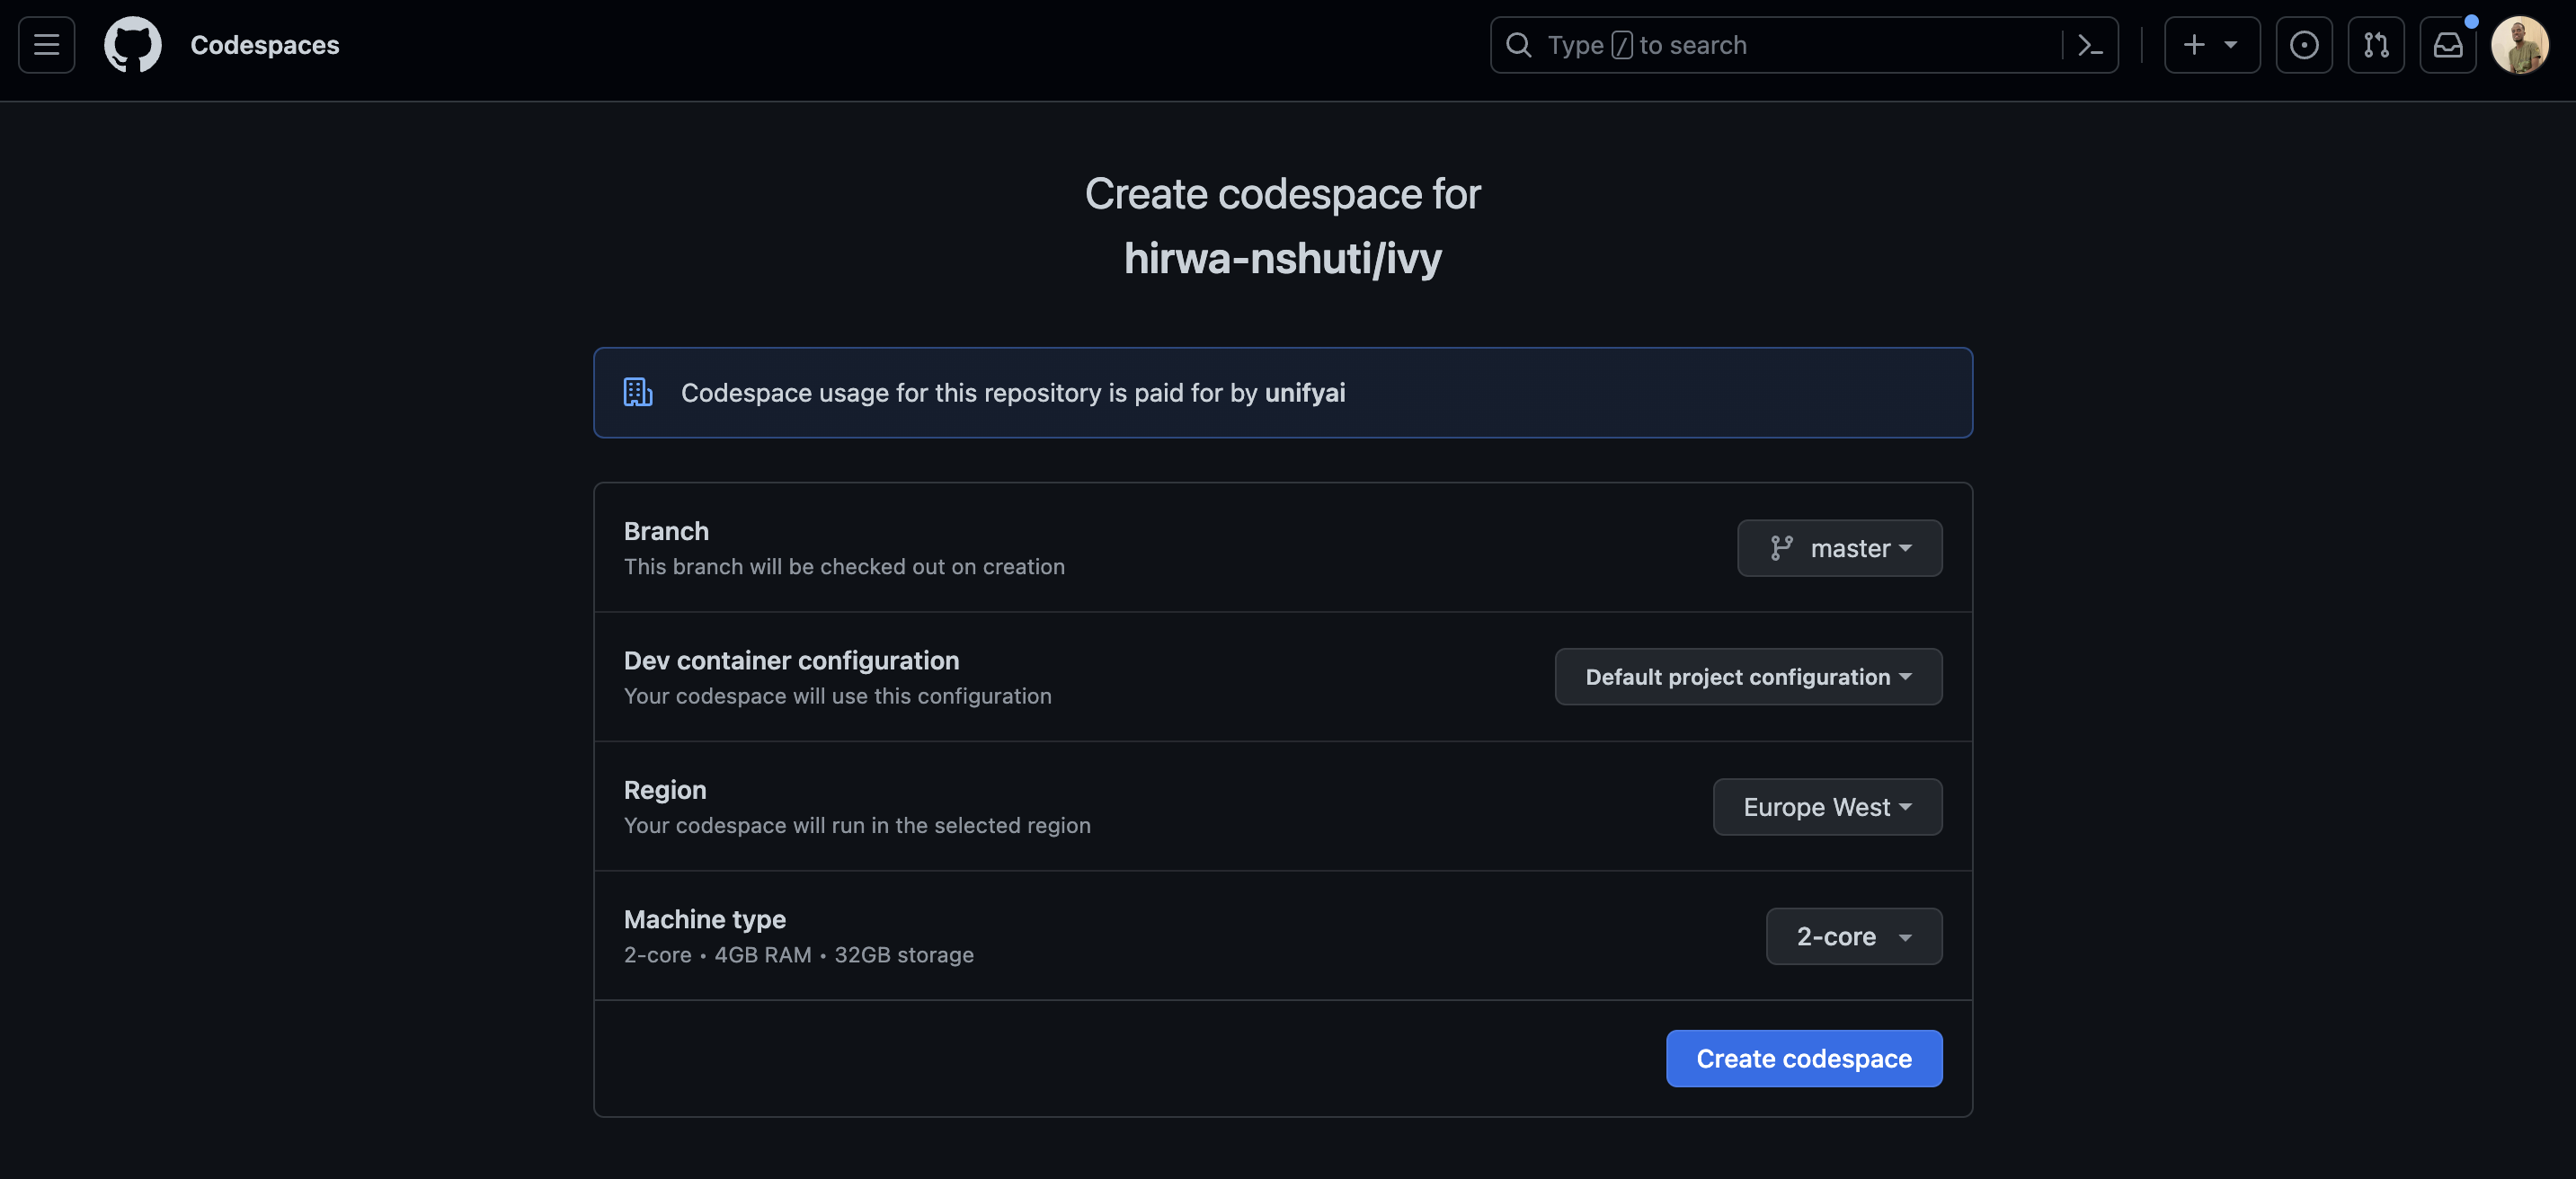 Codespaces
Type / to search
Create codespace for
hirwa-nshuti/ivy
Codespace usage for this repository is paid for by unifyai
Branch
This branch will be checked out on creation
master
Dev container configuration
Your codespace will use this configuration
Default project configuration
Region
Your codespace will run in the selected region
Europe West
Machine type
2-core • 4GB RAM • 32GB storage
2-core
Create codespace